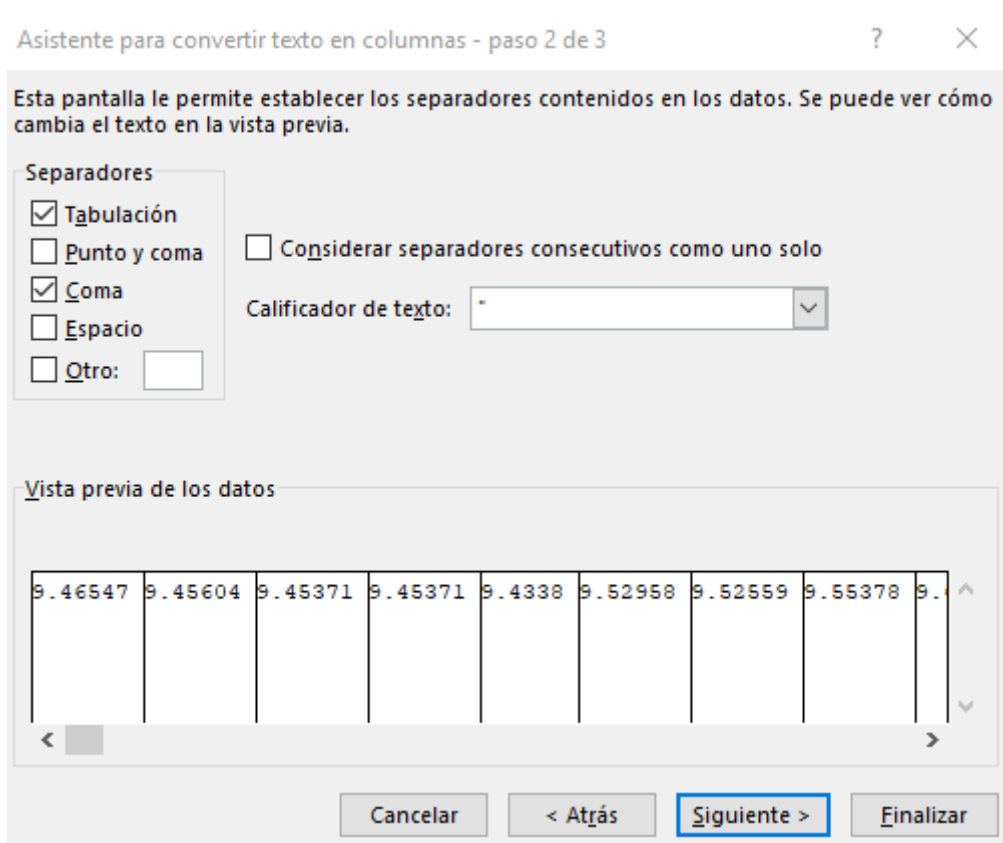 Asistente para convertir texto en columnas - paso 2 de 3 ?
Esta pantalla le permite establecer los separadores contenidos en los datos. Se puede ver cómo
cambia el texto en la vista previa.
Separadores
Tabulación
Punto y coma
Coma
Espacio
Otro:
Considerar separadores consecutivos como uno solo
Calificador de texto: "
Vista previa de los datos
9.46547 9.45604 9.45371 9.45371 9.4338 9.52958 9.52559 9.55378 9.
Cancelar < Atrás Siguiente > Finalizar